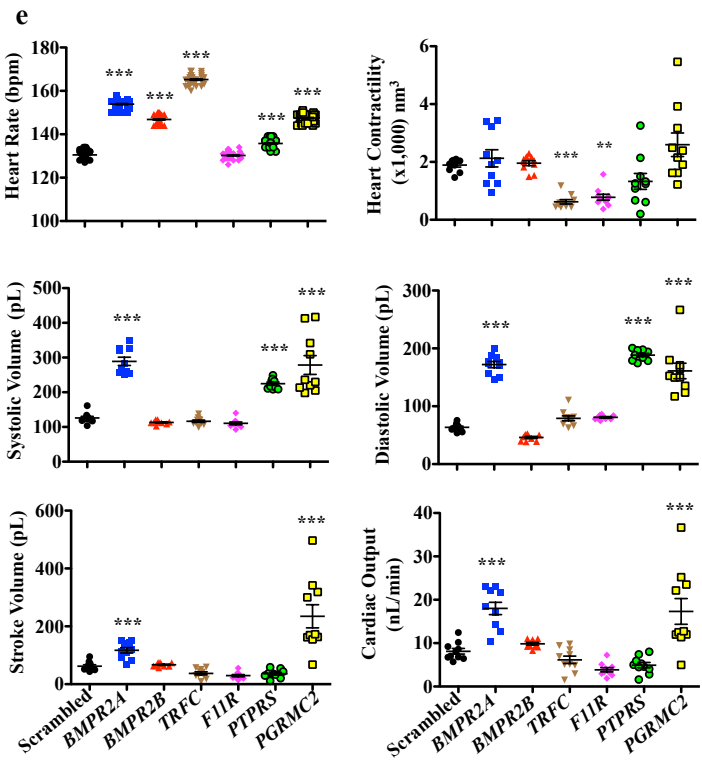 e
Heart Rate (bpm)
180
160
140
120
100
***
***
***
***
***
Heart Contractility
(x1,000) nm³
6
4
2
0
***
**
Systolic Volume (pL)
500
400
300
200
100
0
***
***
***
Diastolic Volume (pL)
300
200
100
0
***
***
***
Stroke Volume (pL)
600
400
200
0
***
***
Scrambled
BMPR2A
BMPR2B
TRFC
F11R
PTPRS
PGRMC2
Cardiac Output
(nL/min)
40
30
20
10
0
***
***
Scrambled
BMPR2A
BMPR2B
TRFC
F11R
PTPRS
PGRMC2